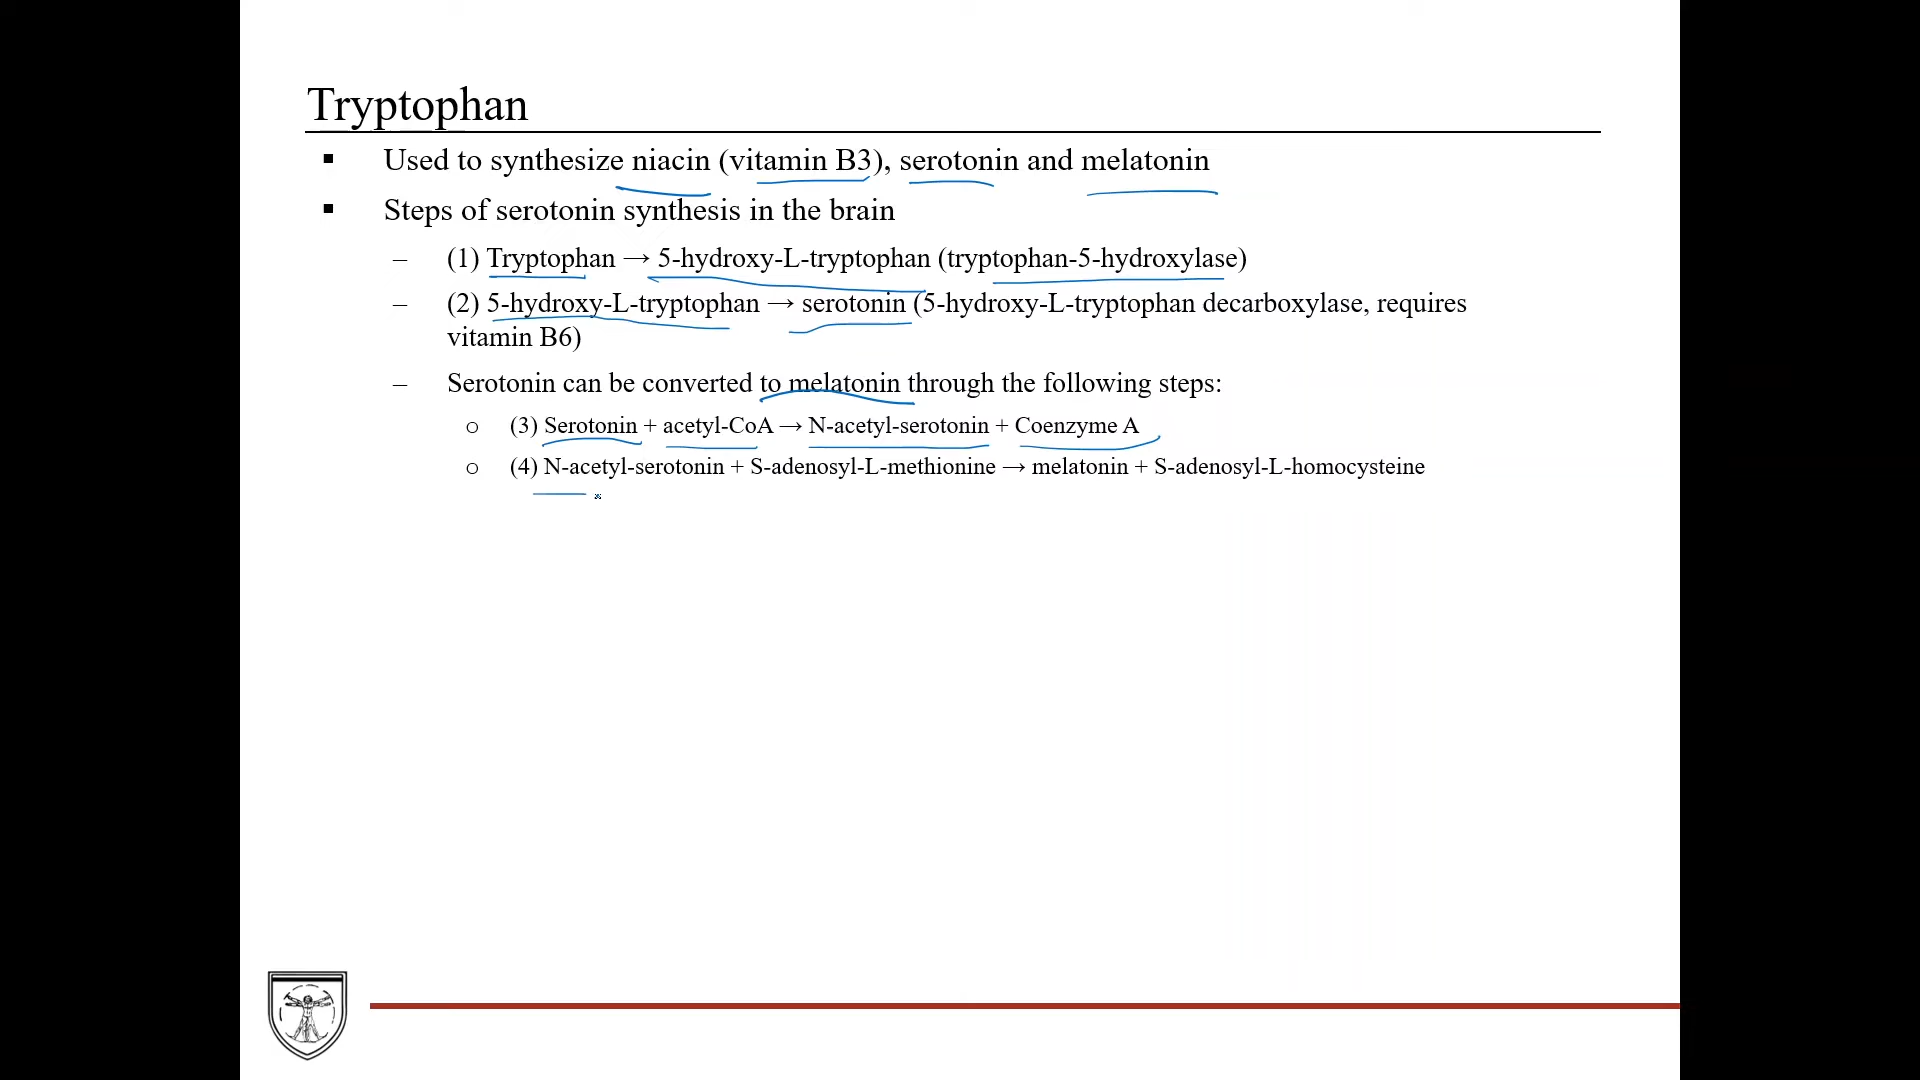 Tryptophan
▪ Used to synthesize niacin (vitamin B3), serotonin and melatonin
▪ Steps of serotonin synthesis in the brain
– (1) Tryptophan → 5-hydroxy-L-tryptophan (tryptophan-5-hydroxylase)
– (2) 5-hydroxy-L-tryptophan → serotonin (5-hydroxy-L-tryptophan decarboxylase, requires
vitamin B6)
– Serotonin can be converted to melatonin through the following steps:
o (3) Serotonin + acetyl-CoA → N-acetyl-serotonin + Coenzyme A
o (4) N-acetyl-serotonin + S-adenosyl-L-methionine → melatonin + S-adenosyl-L-homocysteine